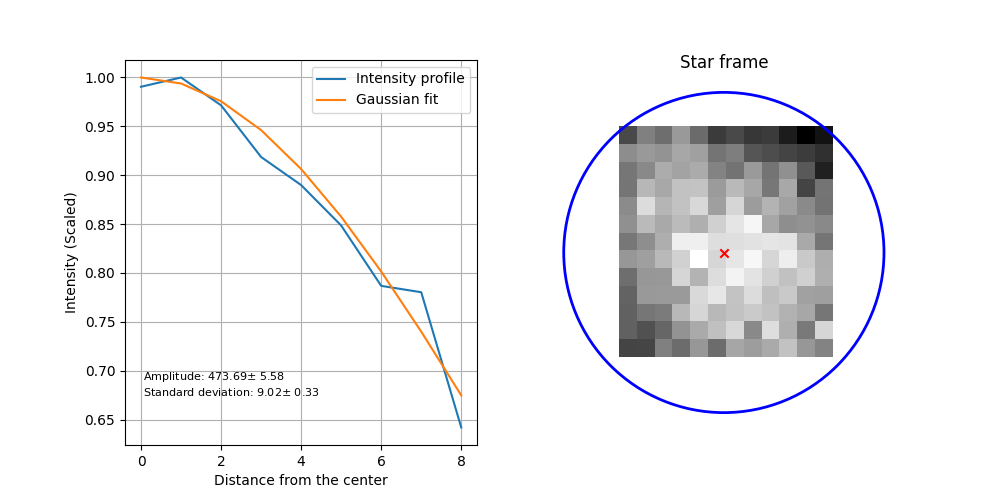 Star frame
Intensity profile
Gaussian fit
1.00
0.95
0.90
0.85
0.80
0.75
0.70
0.65
Intensity (Scaled)
Amplitude: 473.69± 5.58
Standard deviation: 9.02± 0.33
0 2 4 6 8
Distance from the center